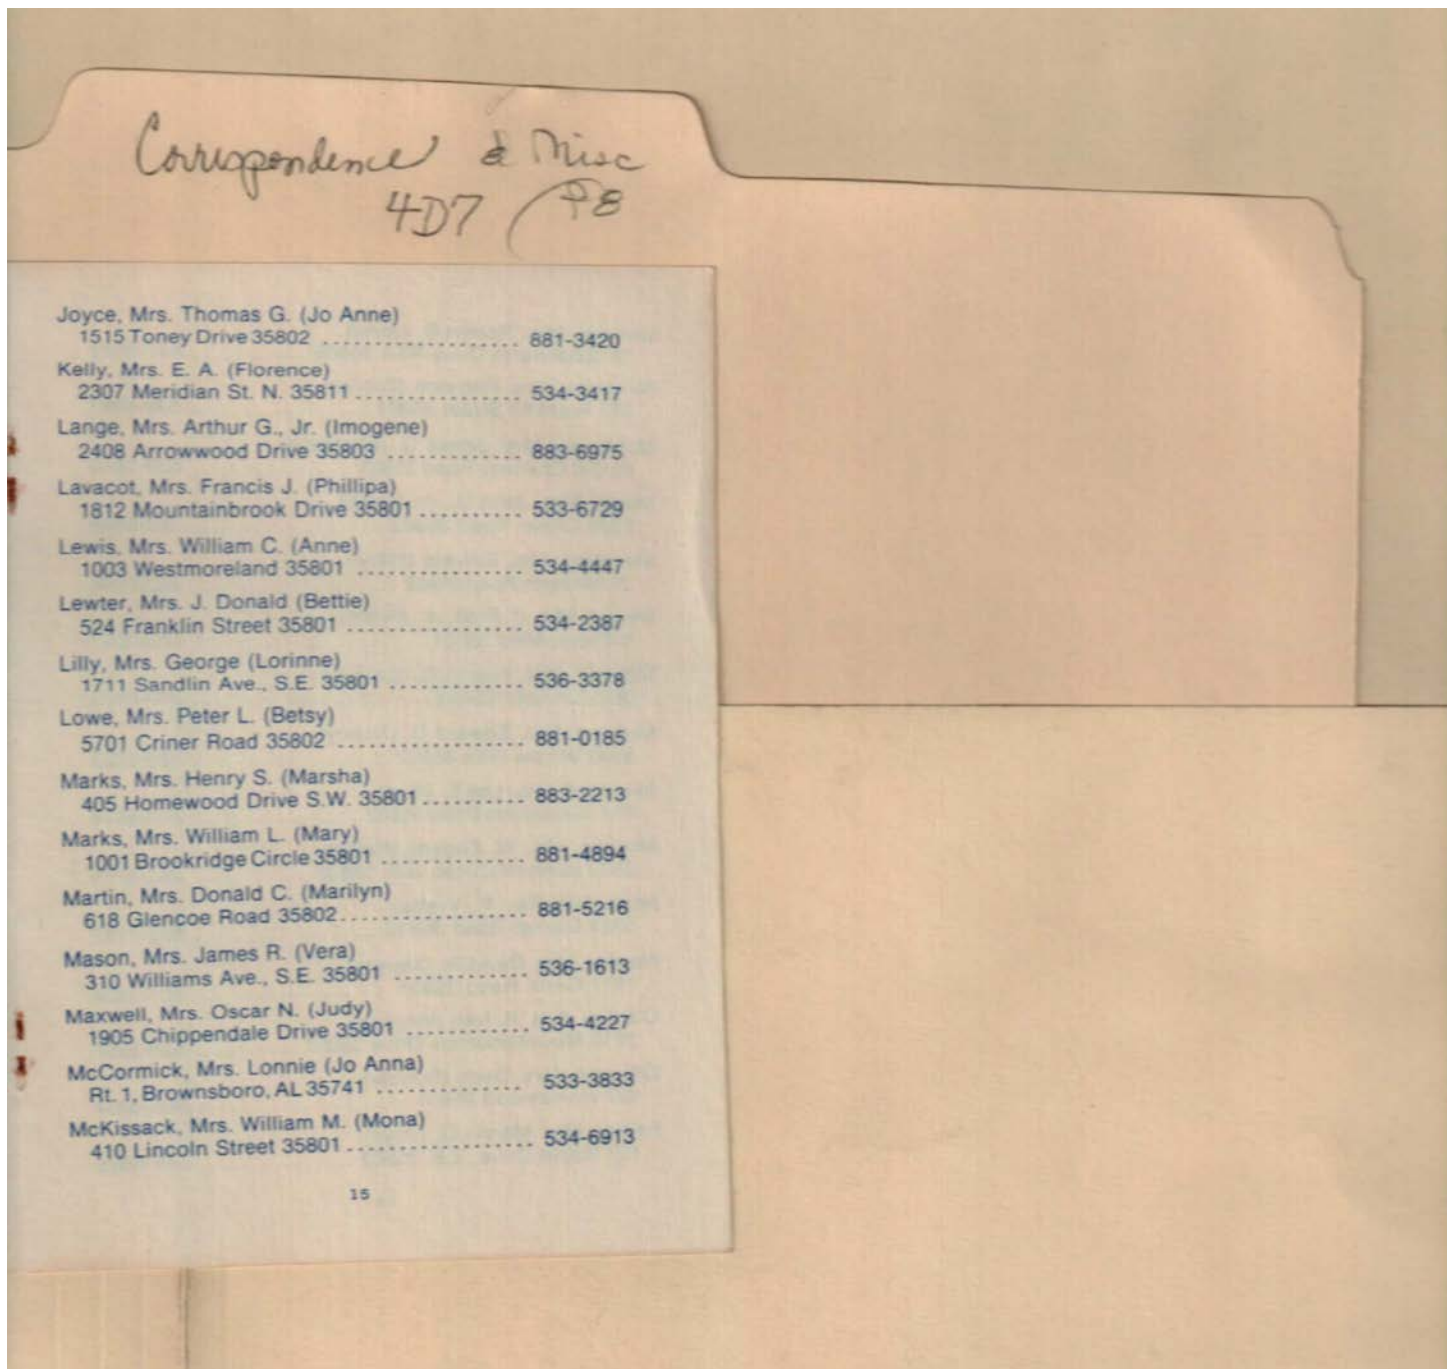 Correspondence & Misc
4D7 (P8
Joyce, Mrs. Thomas G. (Jo Anne)
1515 Toney Drive 35802 ................... 881-3420
Kelly, Mrs. E. A. (Florence)
2307 Meridian St. N. 35811 ................ 534-3417
Lange, Mrs. Arthur G., Jr. (Imogene)
2408 Arrowwood Drive 35803 ............. 883-6975
Lavacot, Mrs. Francis J. (Phillipa)
1812 Mountainbrook Drive 35801 .......... 533-6729
Lewis, Mrs. William C. (Anne)
1003 Westmoreland 35801 ................ 534-4447
Lewter, Mrs. J. Donald (Bettie)
524 Franklin Street 35801 ................. 534-2387
Lilly, Mrs. George (Lorinne)
1711 Sandlin Ave., S.E. 35801 ............. 536-3378
Lowe, Mrs. Peter L. (Betsy)
5701 Criner Road 35802 .................. 881-0185
Marks, Mrs. Henry S. (Marsha)
405 Homewood Drive S.W. 35801 .......... 883-2213
Marks, Mrs. William L. (Mary)
1001 Brookridge Circle 35801 .............. 881-4894
Martin, Mrs. Donald C. (Marilyn)
618 Glencoe Road 35802 .................. 881-5216
Mason, Mrs. James R. (Vera)
310 Williams Ave., S.E. 35801 ............. 536-1613
Maxwell, Mrs. Oscar N. (Judy)
1905 Chippendale Drive 35801 ............ 534-4227
McCormick, Mrs. Lonnie (Jo Anna)
Rt. 1, Brownsboro, AL 35741 .............. 533-3833
McKissack, Mrs. William M. (Mona)
410 Lincoln Street 35801 .................. 534-6913
15